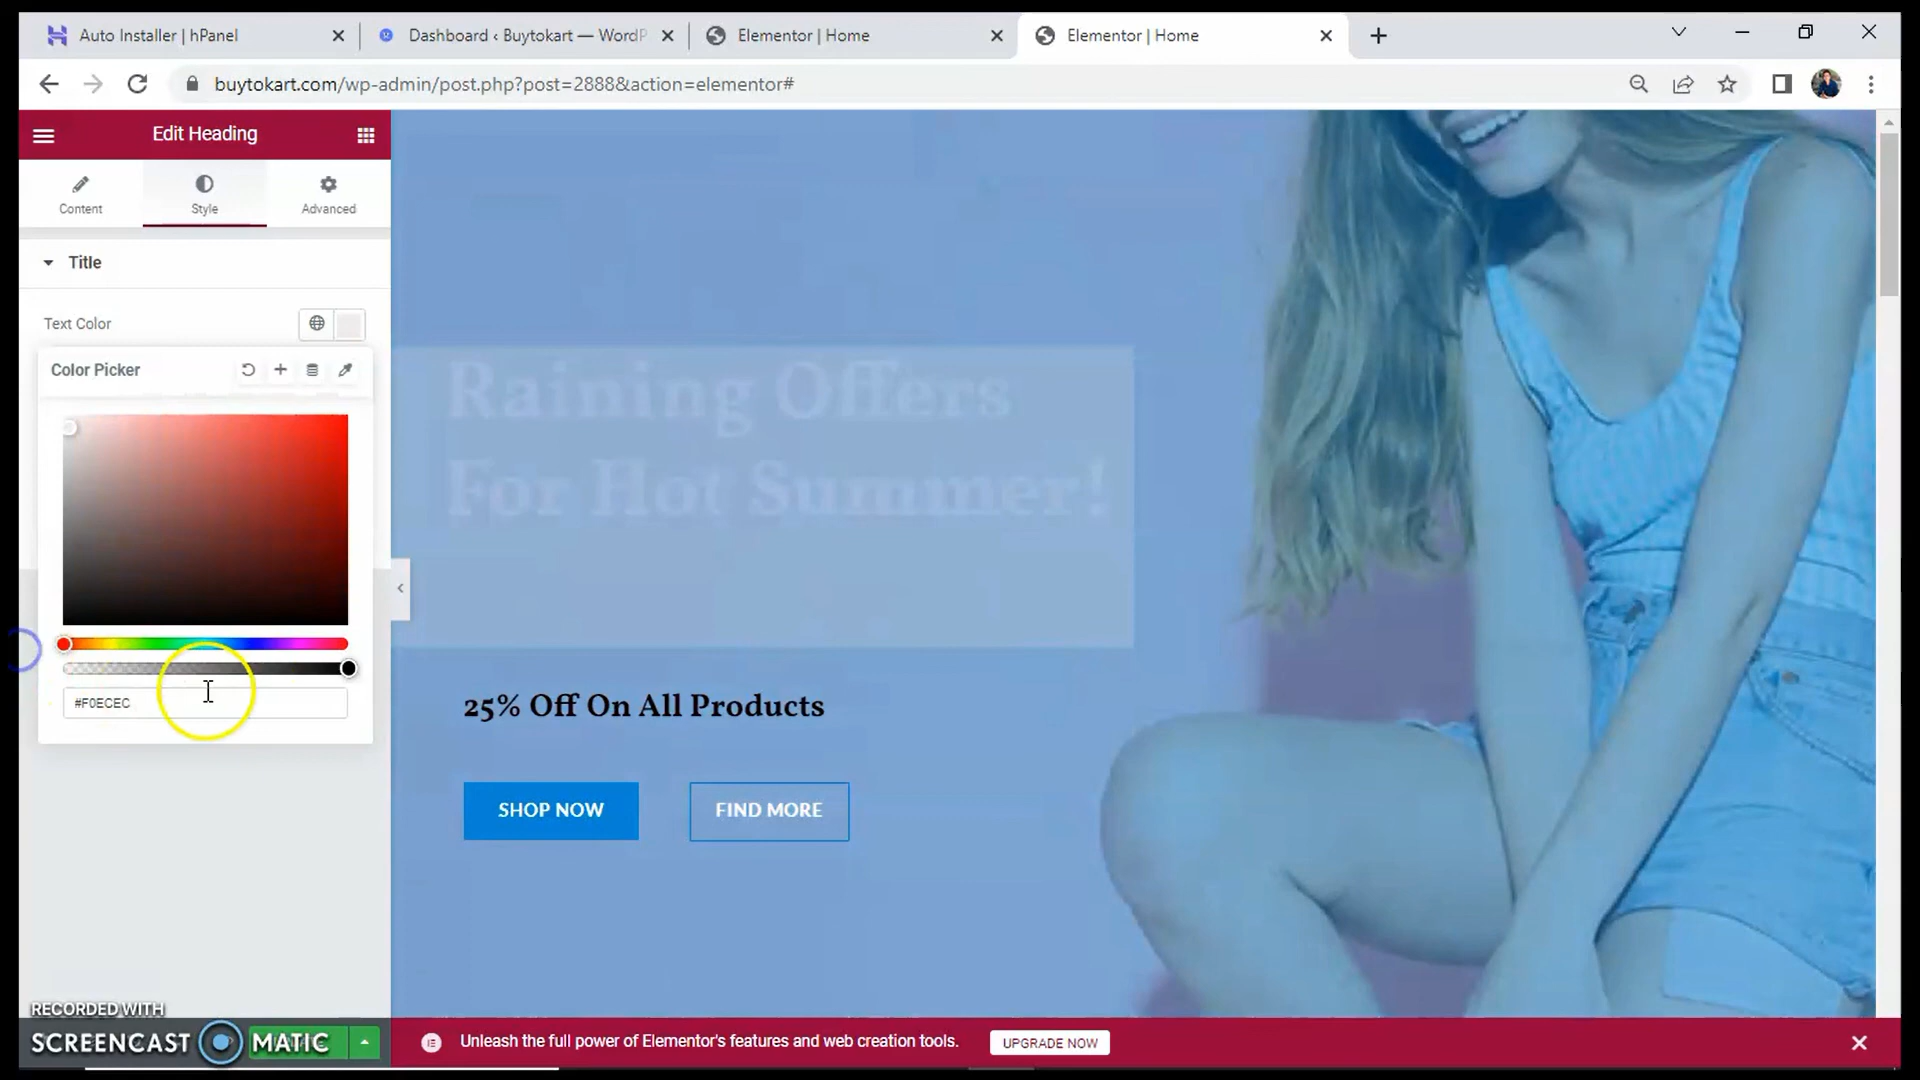 Auto Installer | hPanel
Dashboard ‹ Buytokart — WordP
Elementor | Home
Elementor | Home
buytokart.com/wp-admin/post.php?post=2888&action=elementor#
Edit Heading
Content
Style
Advanced
Title
Text Color
Color Picker
#F0ECEC
Raining Offers
For Hot Summer!
25% Off On All Products
SHOP NOW
FIND MORE
RECORDED WITH
SCREENCAST MATIC
Unleash the full power of Elementor's features and web creation tools.
UPGRADE NOW